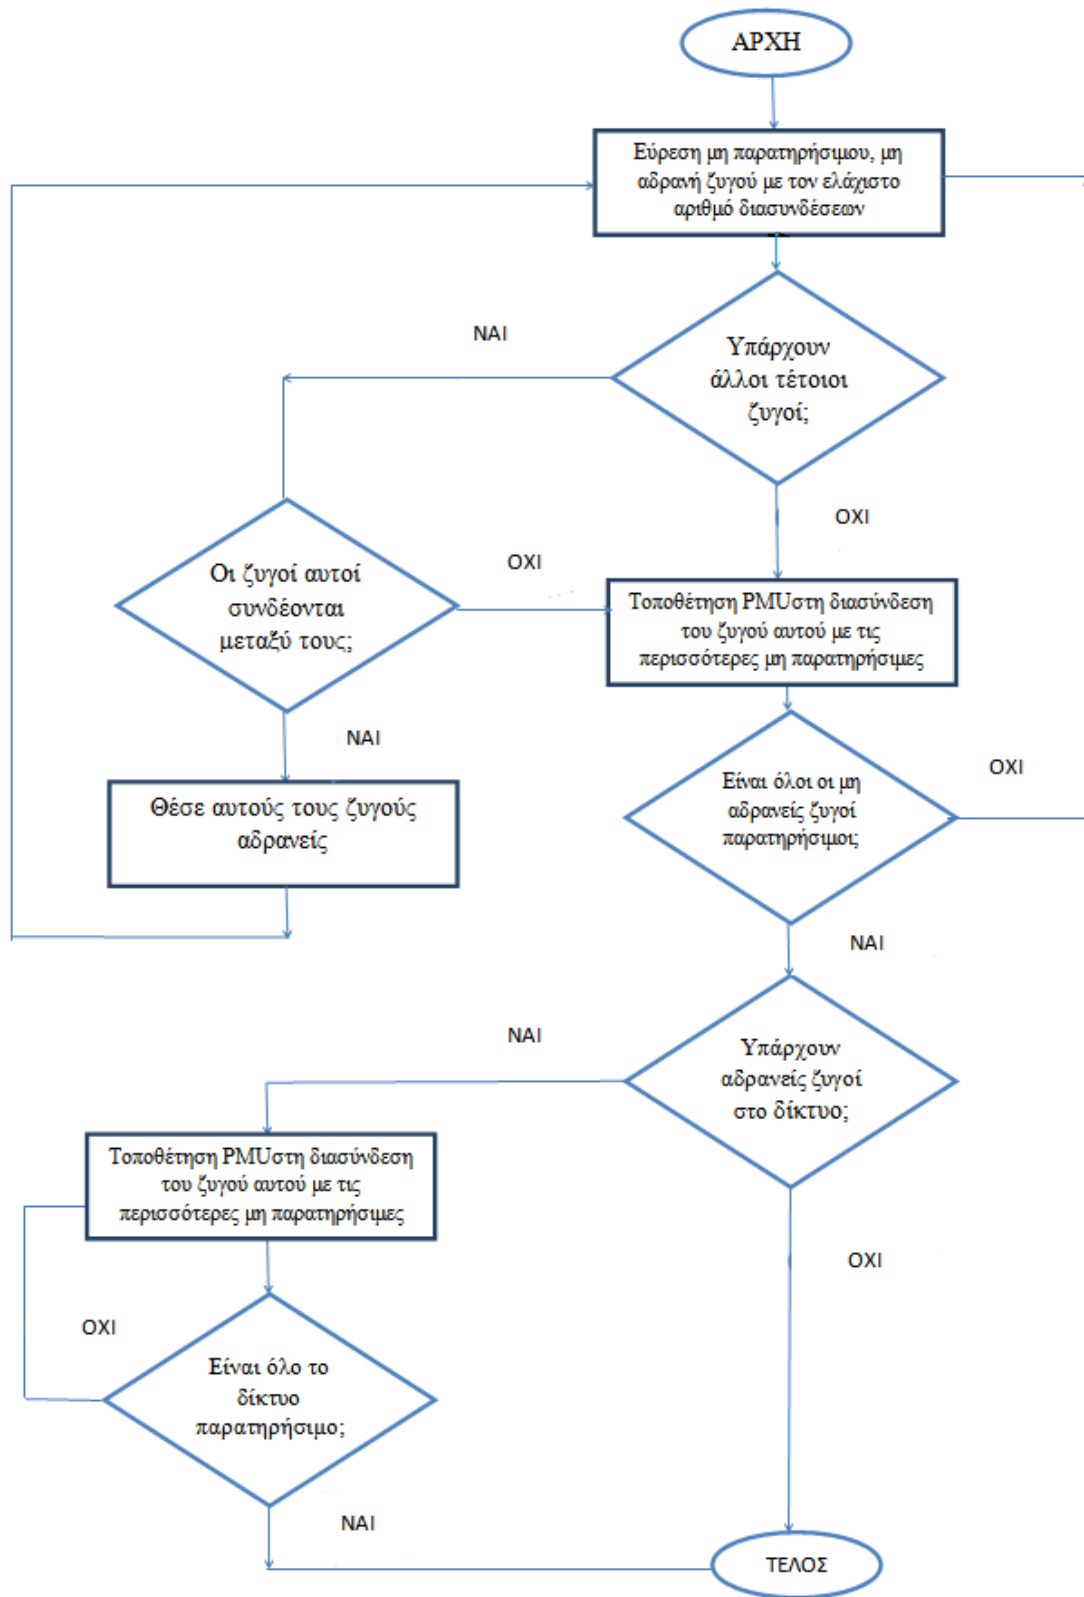 ΑΡΧΗ
Εύρεση μη παρατηρήσιμου, μη
αδρανή ζυγού με τον ελάχιστο
αριθμό διασυνδέσεων
ΝΑΙ
Υπάρχουν
άλλοι τέτοιοι
ζυγοί;
ΟΧΙ
Οι ζυγοί αυτοί
συνδέονται
μεταξύ τους;
ΟΧΙ
Τοποθέτηση PMUστη διασύνδεση
του ζυγού αυτού με τις
περισσότερες μη παρατηρήσιμες
ΝΑΙ
Θέσε αυτούς τους ζυγούς
αδρανείς
Είναι όλοι οι μη
αδρανείς ζυγοί
παρατηρήσιμοι;
ΟΧΙ
ΝΑΙ
Υπάρχουν
αδρανείς ζυγοί
στο δίκτυο;
ΝΑΙ
Τοποθέτηση PMUστη διασύνδεση
του ζυγού αυτού με τις
περισσότερες μη παρατηρήσιμες
ΟΧΙ
ΟΧΙ
Είναι όλο το
δίκτυο
παρατηρήσιμο;
ΝΑΙ
ΤΕΛΟΣ